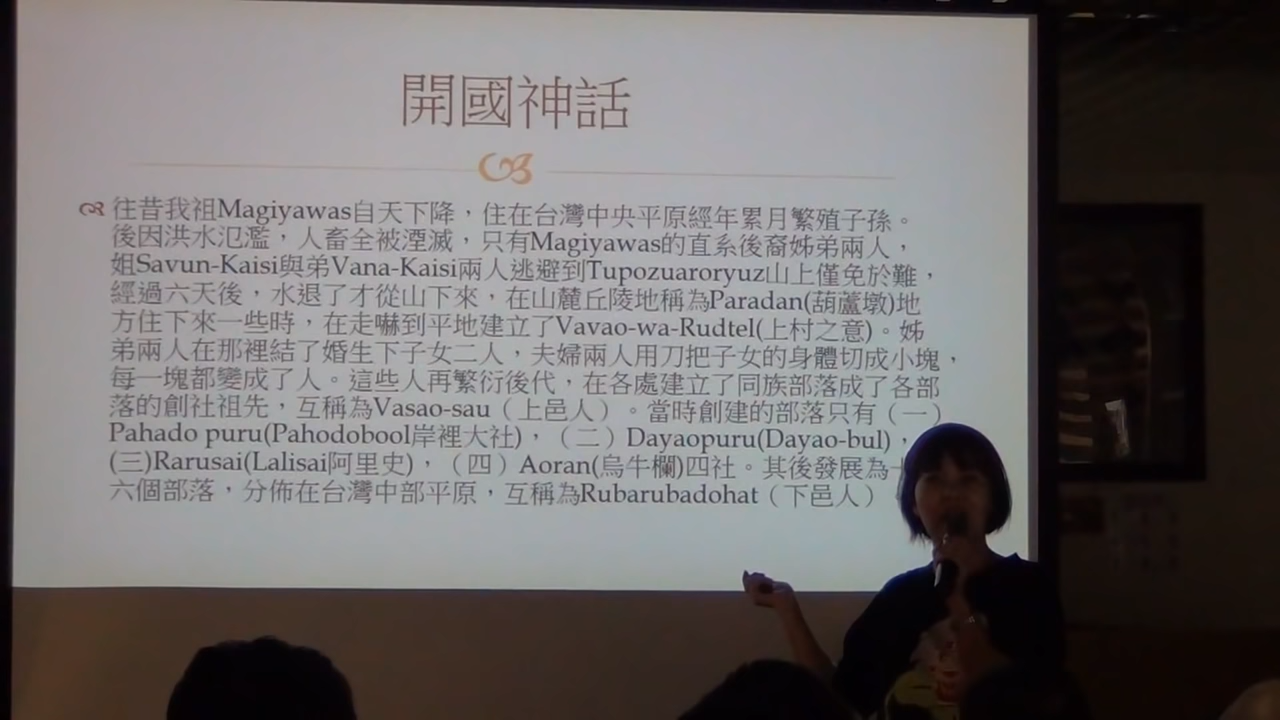 開國神話
往昔我祖Magiyawas自天下降，住在台灣中央平原經年累月繁殖子孫。
後因洪水氾濫，人畜全被湮滅，只有Magiyawas的直系後裔姊弟兩人，
姐Savun-Kaisi與弟Vana-Kaisi兩人逃避到Tupozuaroryuz山上僅免於難，
經過六天後，水退了才從山下來，在山麓丘陵地稱為Paradan(葫蘆墩)地
方住下來一些時，在走嚇到平地建立了Vavao-wa-Rudtel(上村之意)。姊
弟兩人在那裡結了婚生下子女二人，夫婦兩人用刀把子女的身體切成小塊，
每一塊都變成了人。這些人再繁衍後代，在各處建立了同族部落成了各部
落的創社祖先，互稱為Vasao-sau（上邑人）。當時創建的部落只有（一）
Pahado puru(Pahodobool岸裡大社)，（二）Dayaopuru(Dayao-bul)，
(三)Rarusai(Lalisai阿里史)，（四）Aoran(烏牛欄)四社。其後發展為十
六個部落，分佈在台灣中部平原，互稱為Rubarubadohat（下邑人）